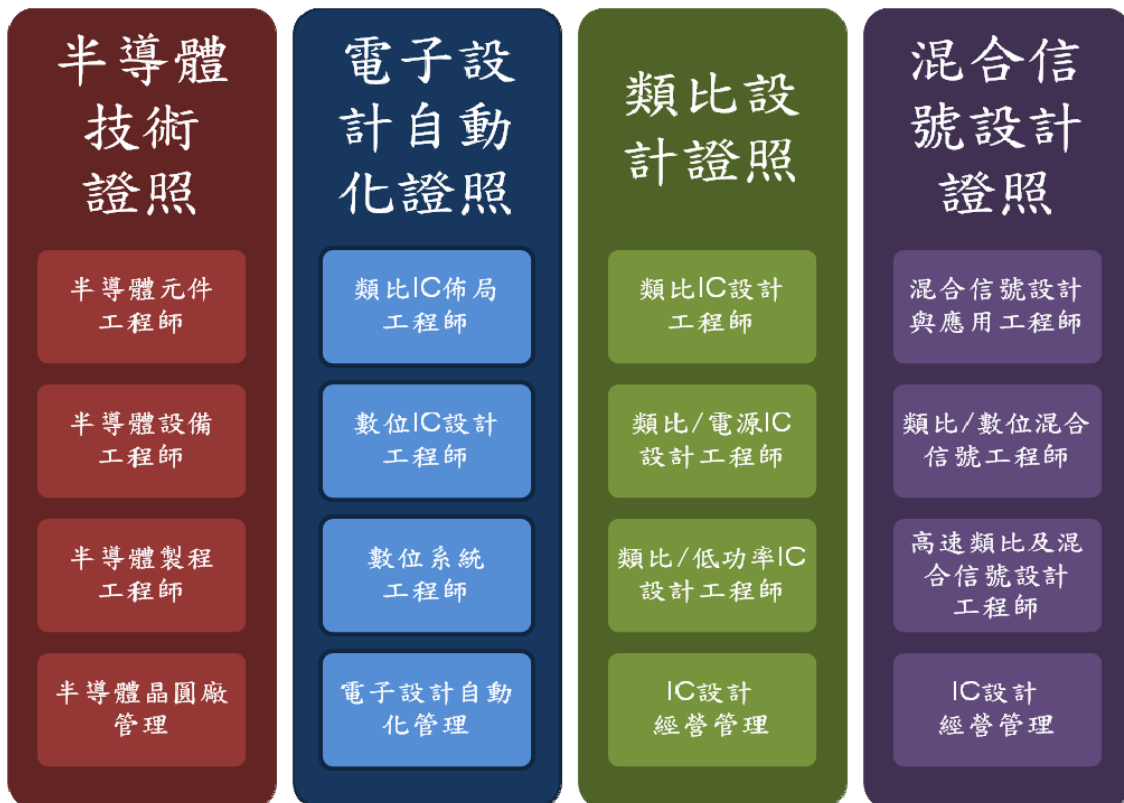 半導體
技術
證照
半導體元件
工程師
半導體設備
工程師
半導體製程
工程師
半導體晶圓廠
管理
電子設
計自動
化證照
類比IC佈局
工程師
數位IC設計
工程師
數位系統
工程師
電子設計自動
化管理
類比設
計證照
類比IC設計
工程師
類比/電源IC
設計工程師
類比/低功率IC
設計工程師
IC設計
經營管理
混合信
號設計
證照
混合信號設計
與應用工程師
類比/數位混合
信號工程師
高速類比及混
合信號設計
工程師
IC設計
經營管理